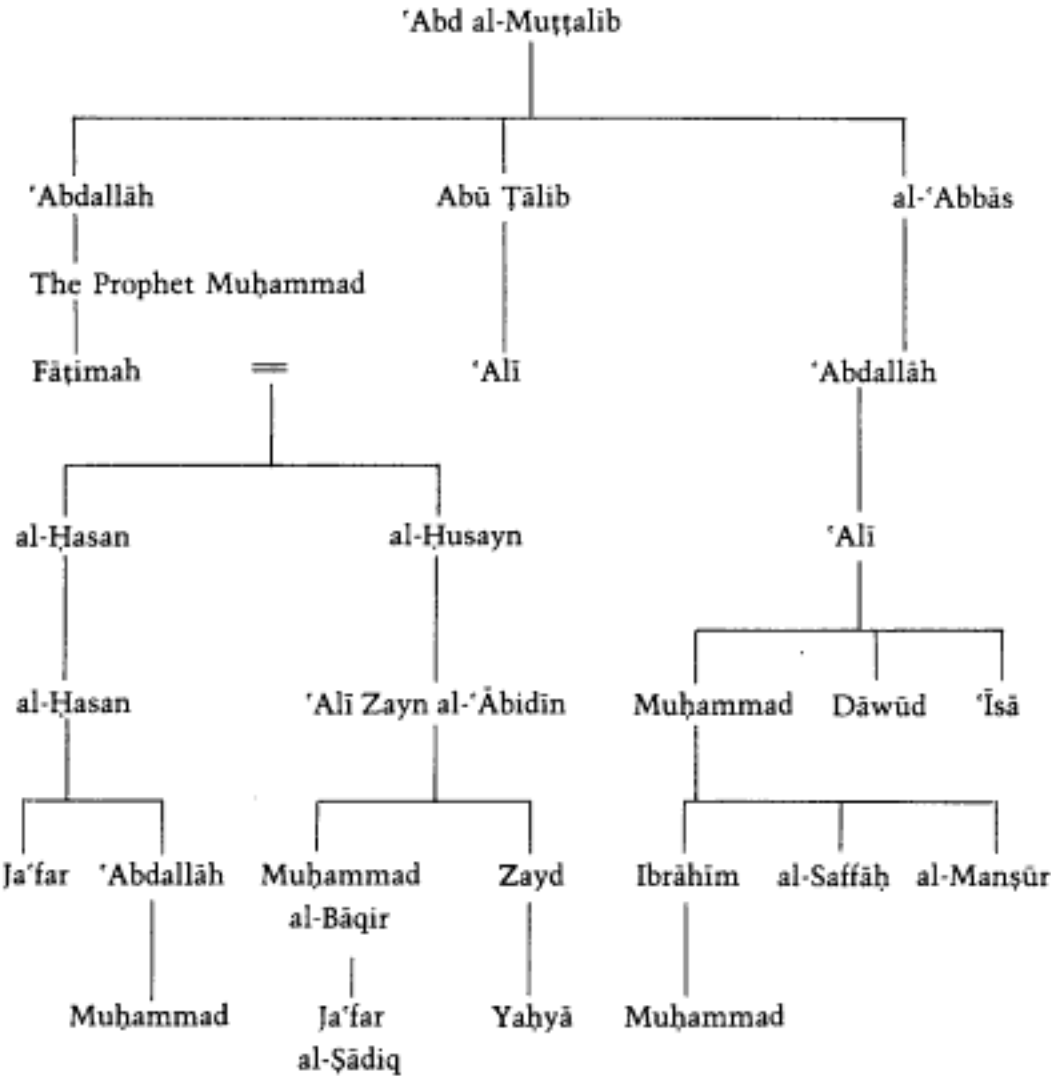 ʿAbd al-Muṭṭalib
ʿAbdallāh Abū Ṭālib al-ʿAbbās
The Prophet Muḥammad
Fāṭimah ʿAlī ʿAbdallāh
al-Ḥasan al-Ḥusayn ʿAlī
al-Ḥasan ʿAlī Zayn al-ʿĀbidīn Muḥammad Dāwūd ʿĪsā
Jaʿfar ʿAbdallāh Muḥammad Zayd Ibrāhīm al-Saffāḥ al-Manṣūr
al-Bāqir
Muḥammad Jaʿfar Yaḥyā Muḥammad
al-Ṣādiq